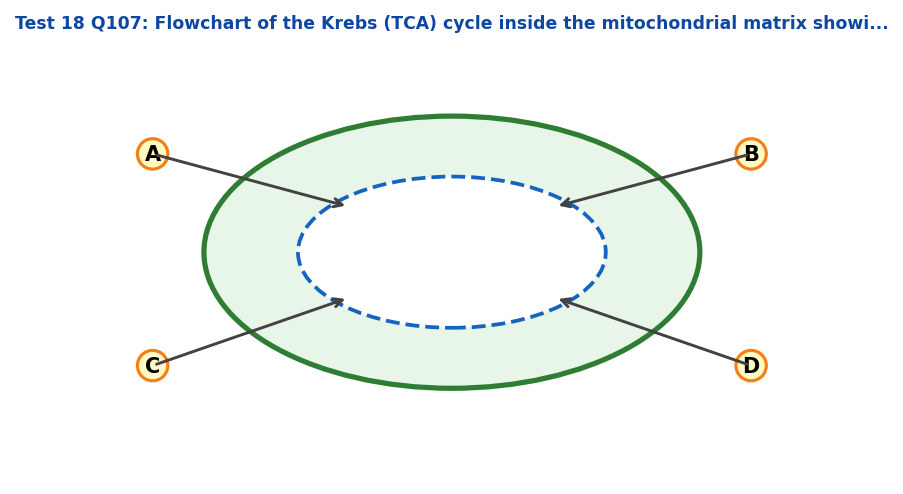 Test 18 Q107: Flowchart of the Krebs (TCA) cycle inside the mitochondrial matrix showi...
A
B
C
D